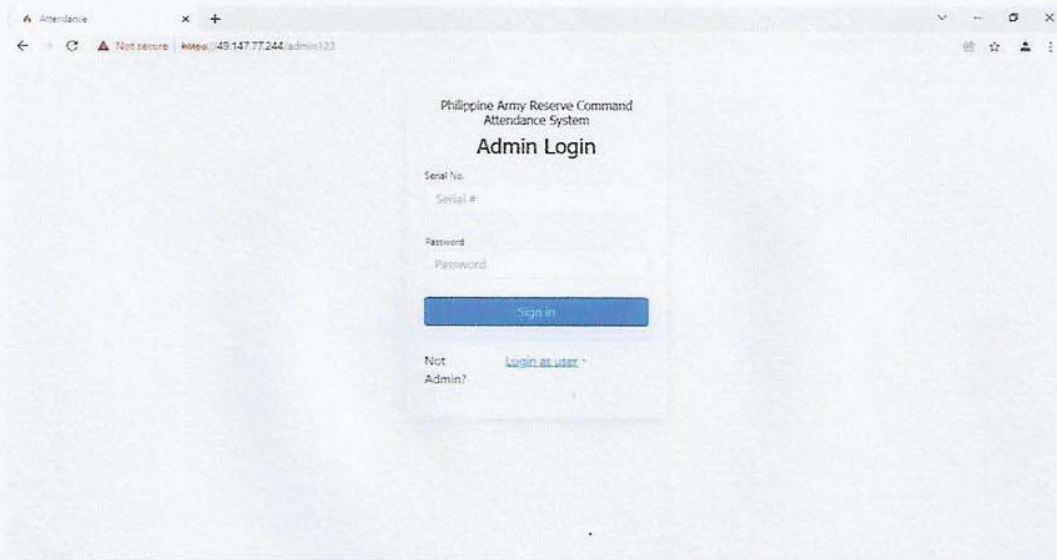 Attendance
Not secure https://49.147.77.244/admin123
Philippine Army Reserve Command
Attendance System
Admin Login
Serial No.
Serial #
Password
Password
Sign in
Not
Admin?
Login as user